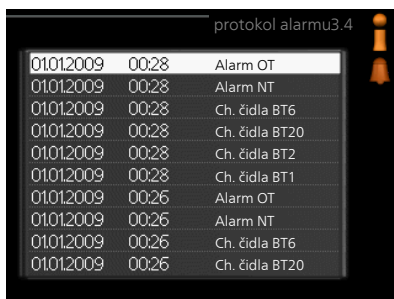 protokol alarmu3.4
01.01.2009 00:28 Alarm OT
01.01.2009 00:28 Alarm NT
01.01.2009 00:28 Ch. čidla BT6
01.01.2009 00:28 Ch. čidla BT20
01.01.2009 00:28 Ch. čidla BT2
01.01.2009 00:28 Ch. čidla BT1
01.01.2009 00:26 Alarm OT
01.01.2009 00:26 Alarm NT
01.01.2009 00:26 Ch. čidla BT6
01.01.2009 00:26 Ch. čidla BT20